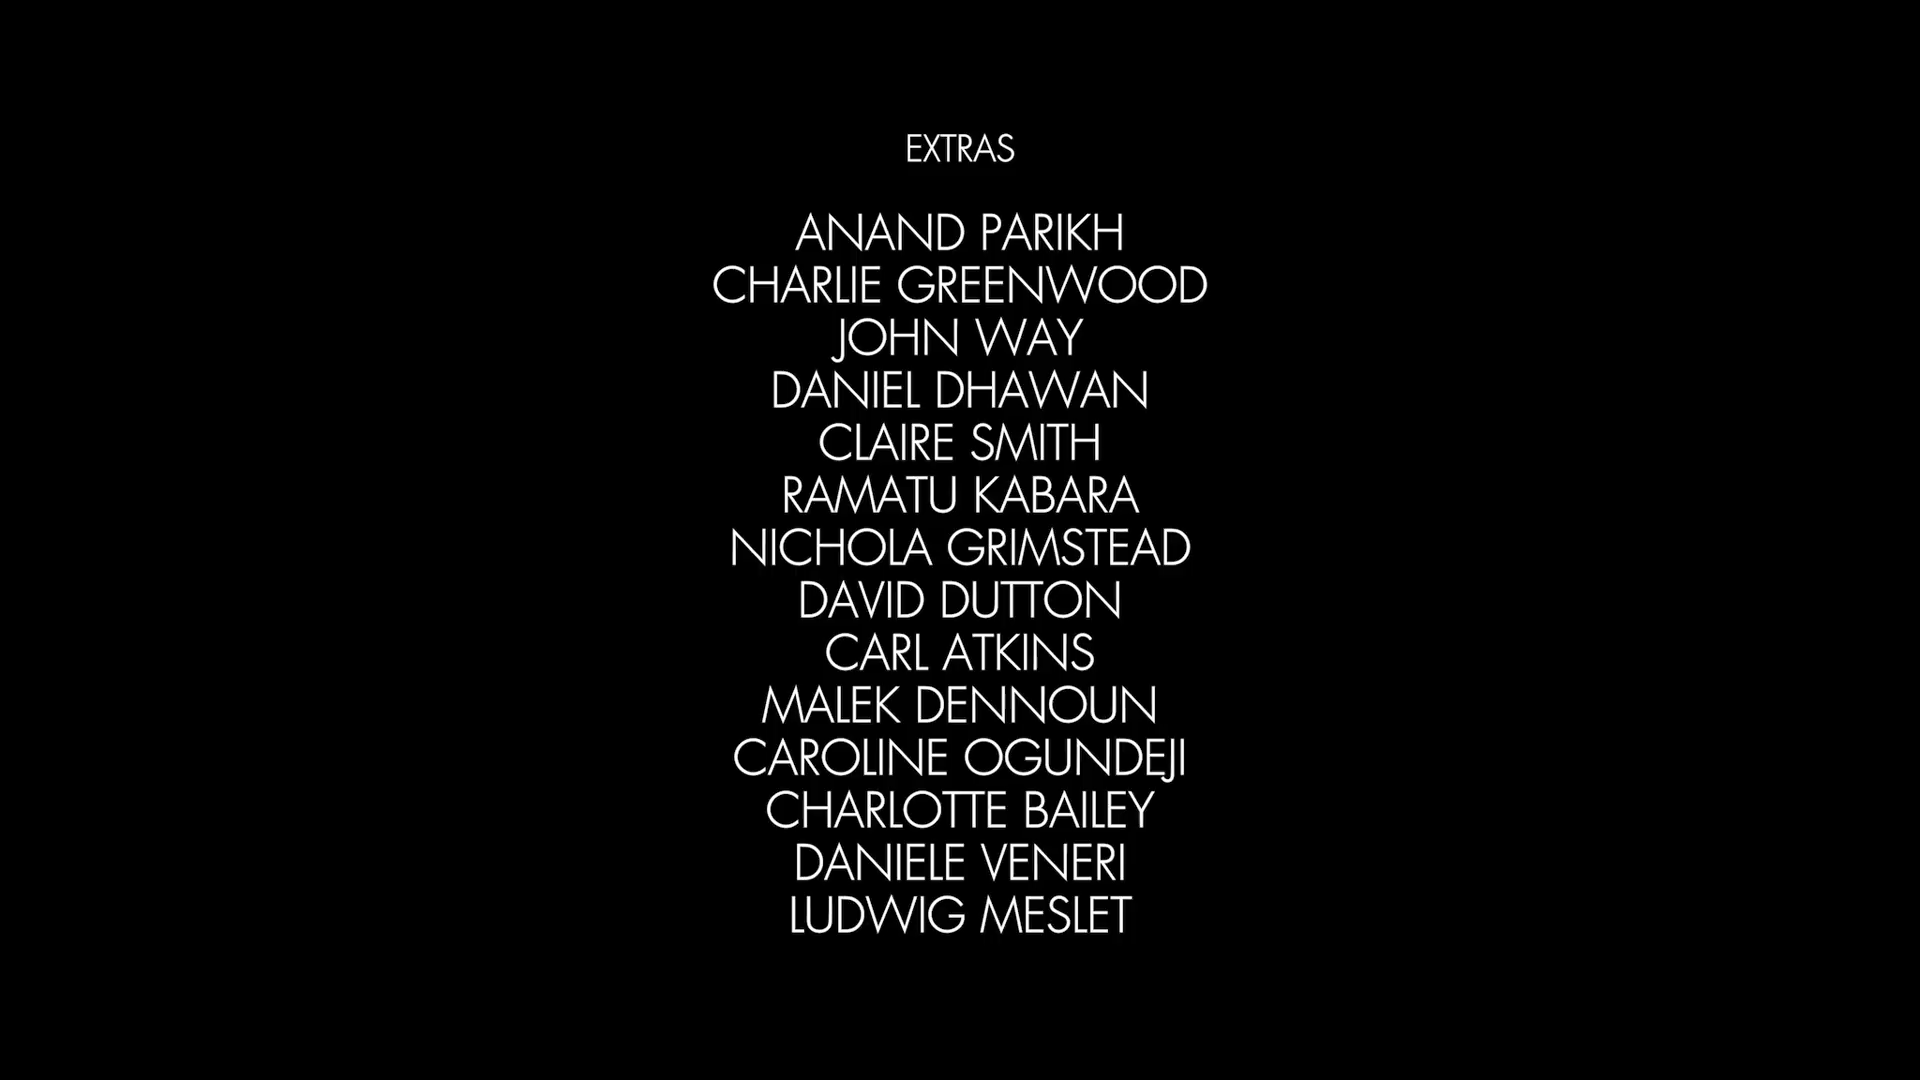 EXTRAS
ANAND PARIKH
CHARLIE GREENWOOD
JOHN WAY
DANIEL DHAWAN
CLAIRE SMITH
RAMATU KABARA
NICHOLA GRIMSTEAD
DAVID DUTTON
CARL ATKINS
MALEK DENNOUN
CAROLINE OGUNDEJI
CHARLOTTE BAILEY
DANIELE VENERI
LUDWIG MESLET